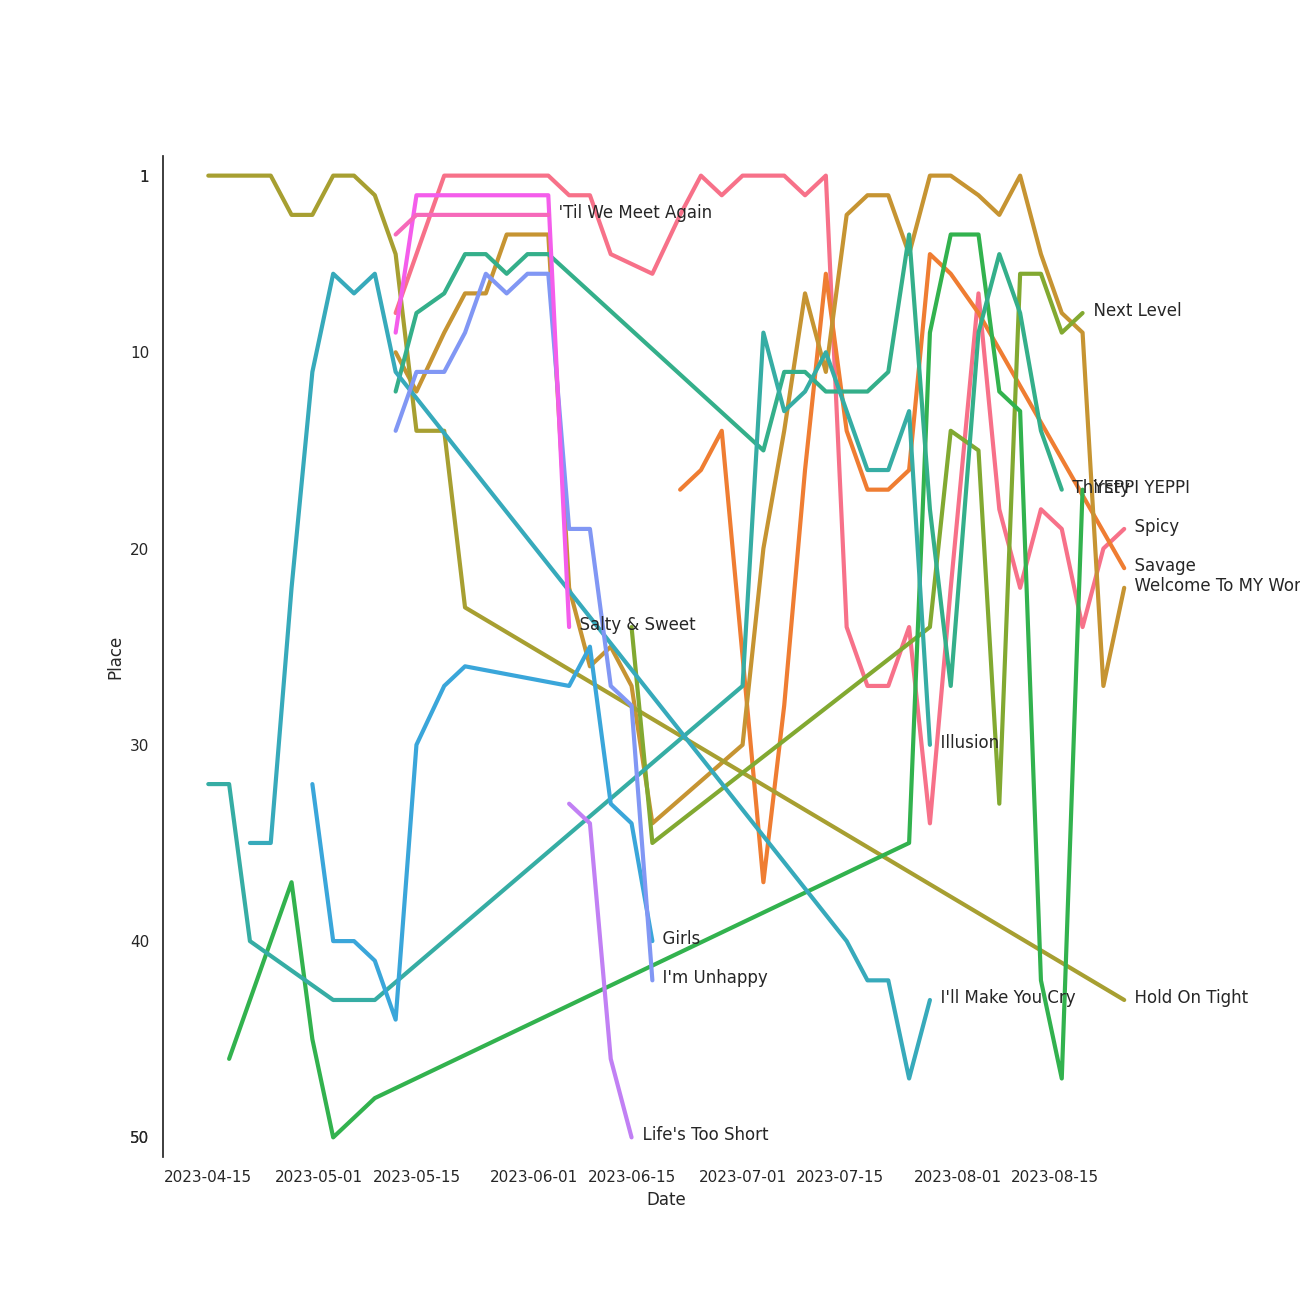 1
'Til We Meet Again
Next Level
10
Thirsty
YEPPI YEPPI
Spicy
20
Savage
Welcome To MY Wor
Salty & Sweet
Place
30
Illusion
40
Girls
I'm Unhappy
I'll Make You Cry
Hold On Tight
50
Life's Too Short
2023-04-15 2023-05-01 2023-05-15 2023-06-01 2023-06-15 2023-07-01 2023-07-15 2023-08-01 2023-08-15
Date